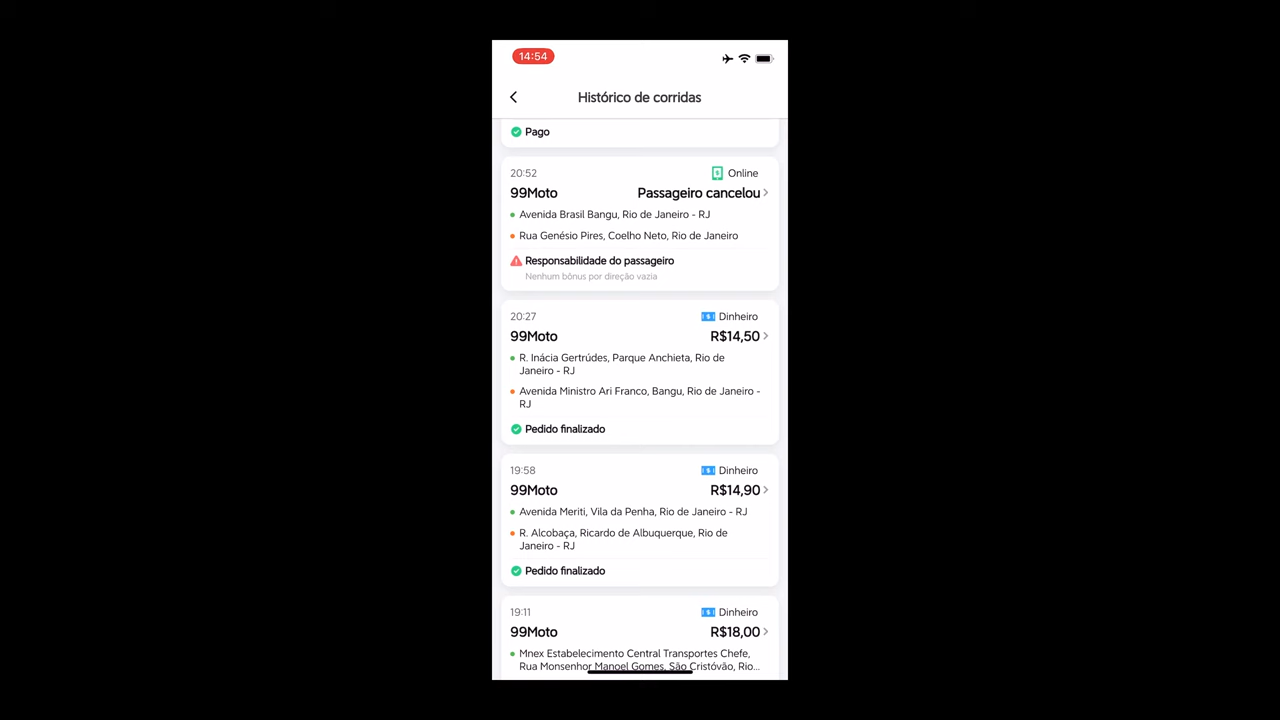 14:54
Histórico de corridas
Pago
20:52
Online
99Moto
Passageiro cancelou
Avenida Brasil Bangu, Rio de Janeiro - RJ
Rua Genésio Pires, Coelho Neto, Rio de Janeiro
Responsabilidade do passageiro
Nenhum bônus por direção vazia
20:27
Dinheiro
99Moto
R$14,50
R. Inácia Gertrúdes, Parque Anchieta, Rio de
Janeiro - RJ
Avenida Ministro Ari Franco, Bangu, Rio de Janeiro -
RJ
Pedido finalizado
19:58
Dinheiro
99Moto
R$14,90
Avenida Meriti, Vila da Penha, Rio de Janeiro - RJ
R. Alcobaça, Ricardo de Albuquerque, Rio de
Janeiro - RJ
Pedido finalizado
19:11
Dinheiro
99Moto
R$18,00
Mnex Estabelecimento Central Transportes Chefe,
Rua Monsenhor Manoel Gomes, São Cristóvão, Rio...